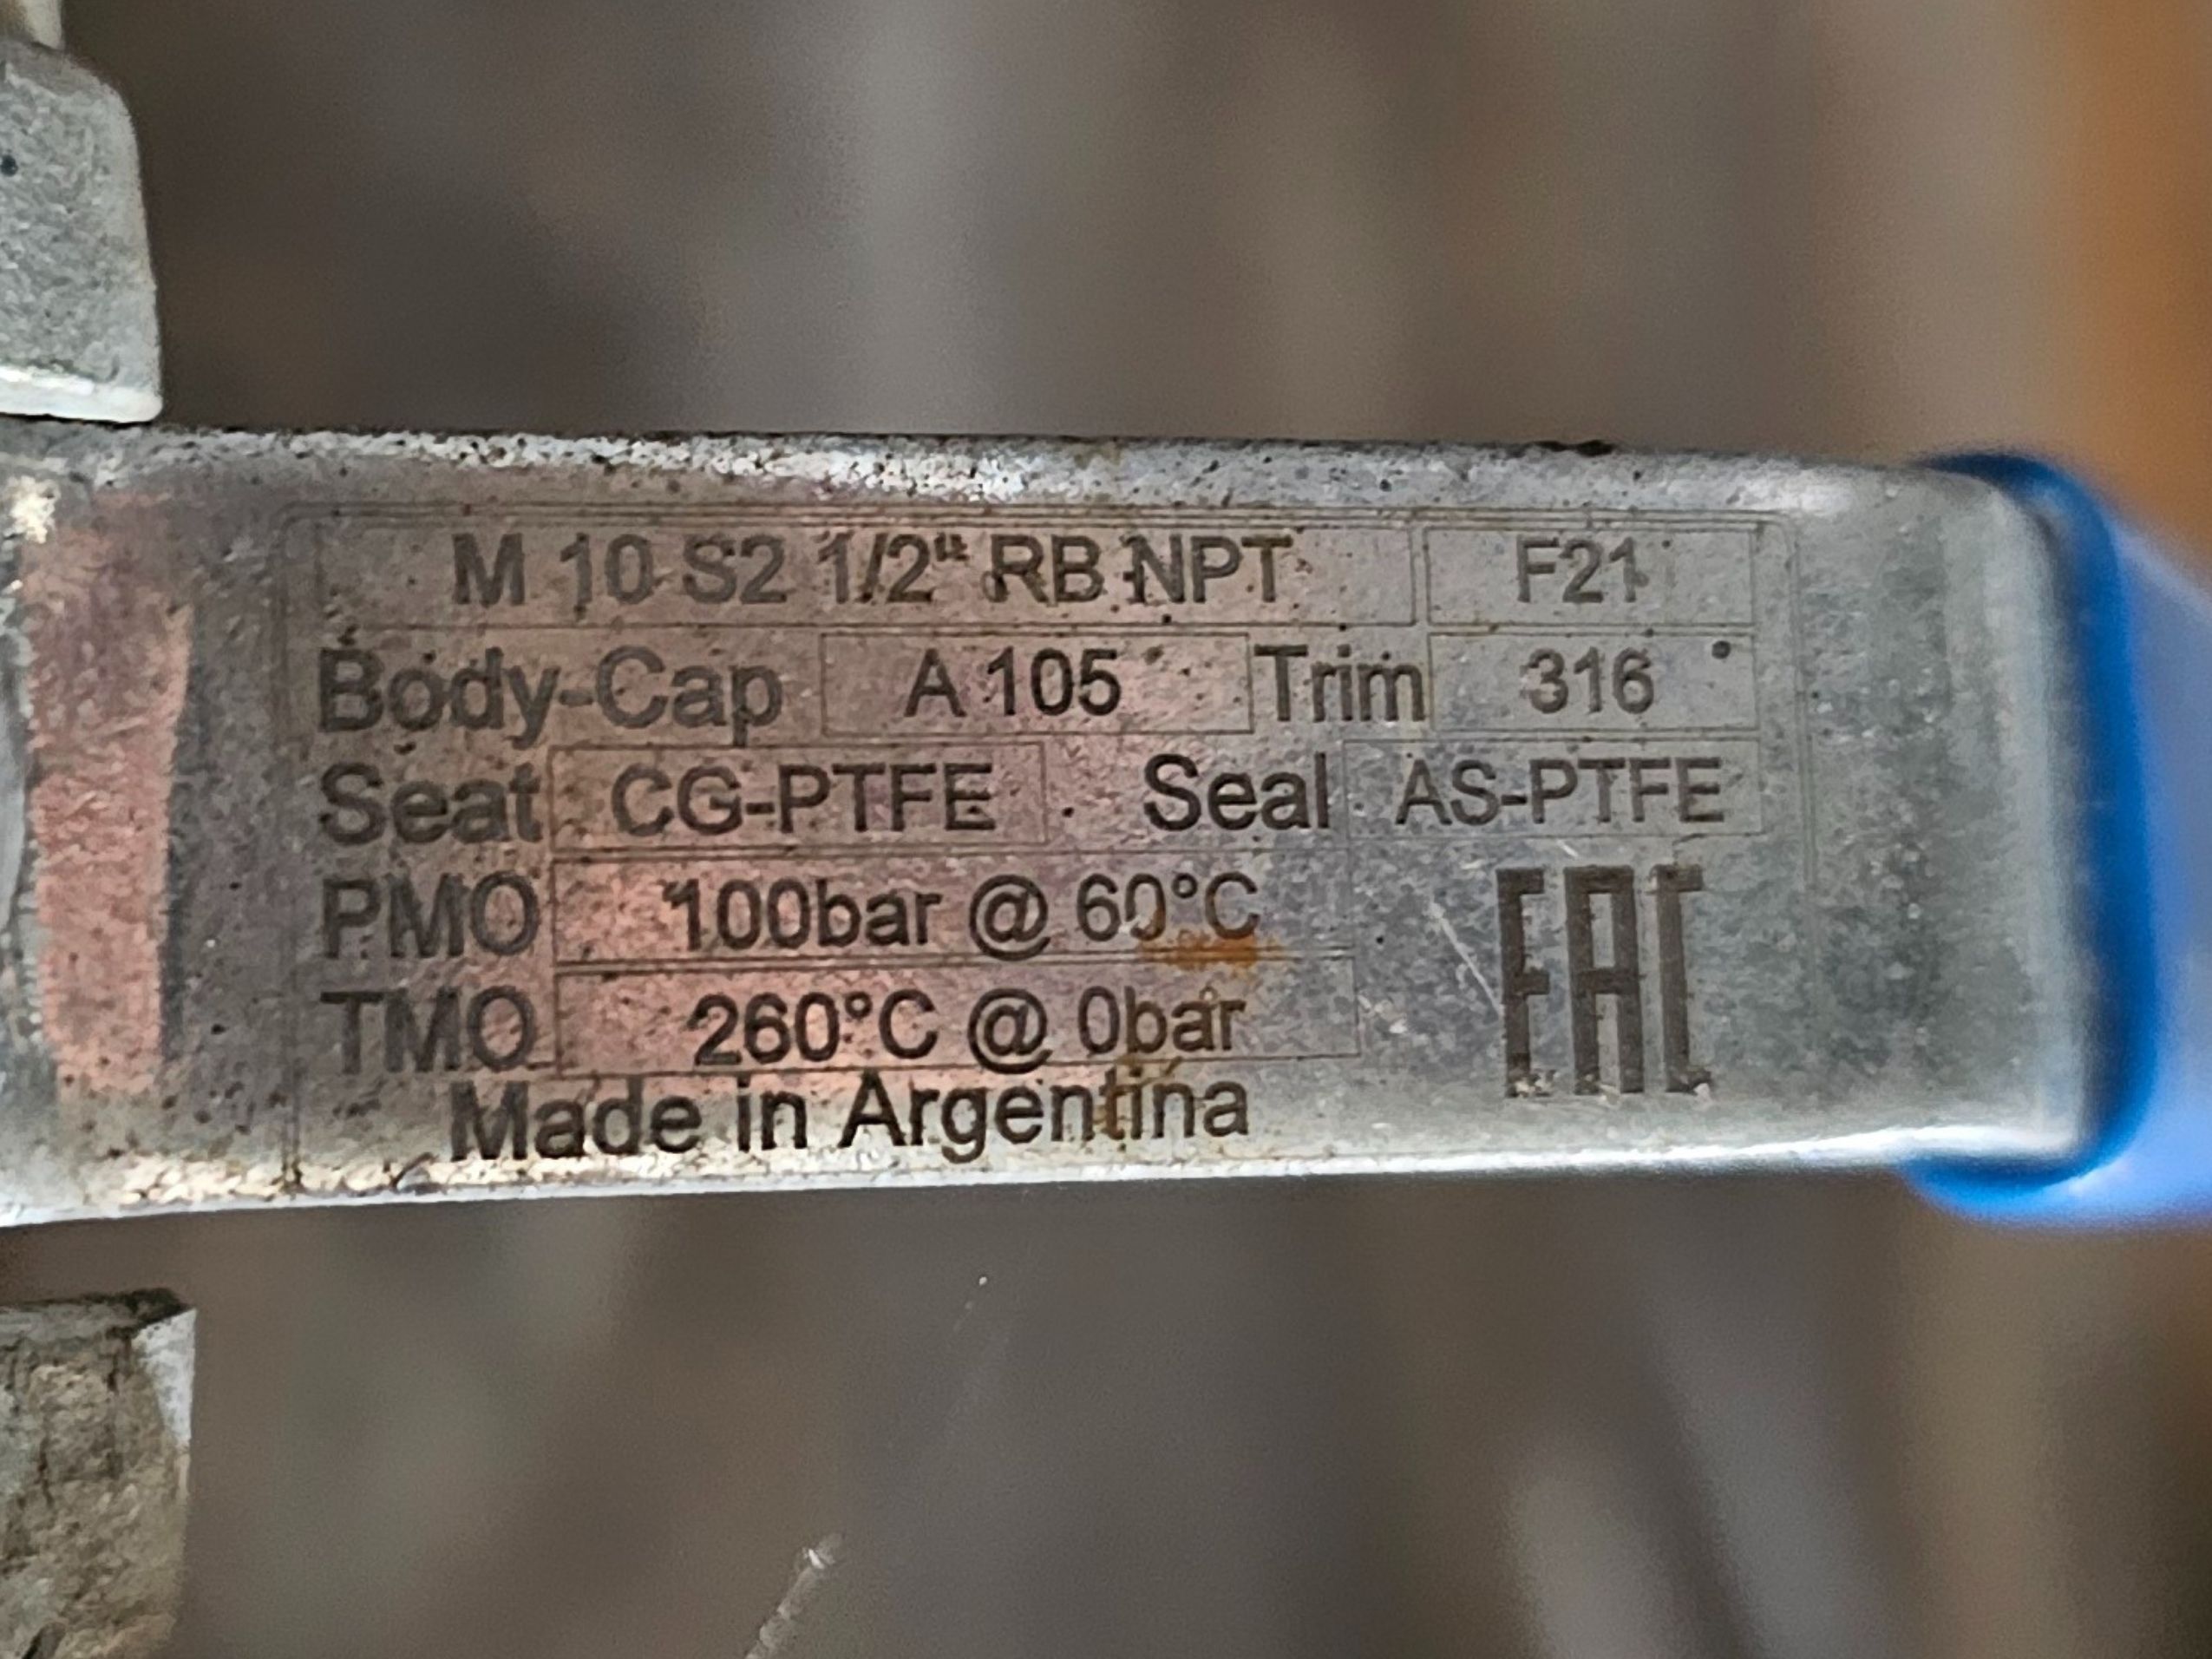 M 10 S2 1/2" RB NPT F21
Body-Cap A 105 Trim 316
Seat CG-PTFE Seal AS-PTFE
PMO 100bar @ 60°C
TMO 260°C @ 0bar
EAC
Made in Argentina